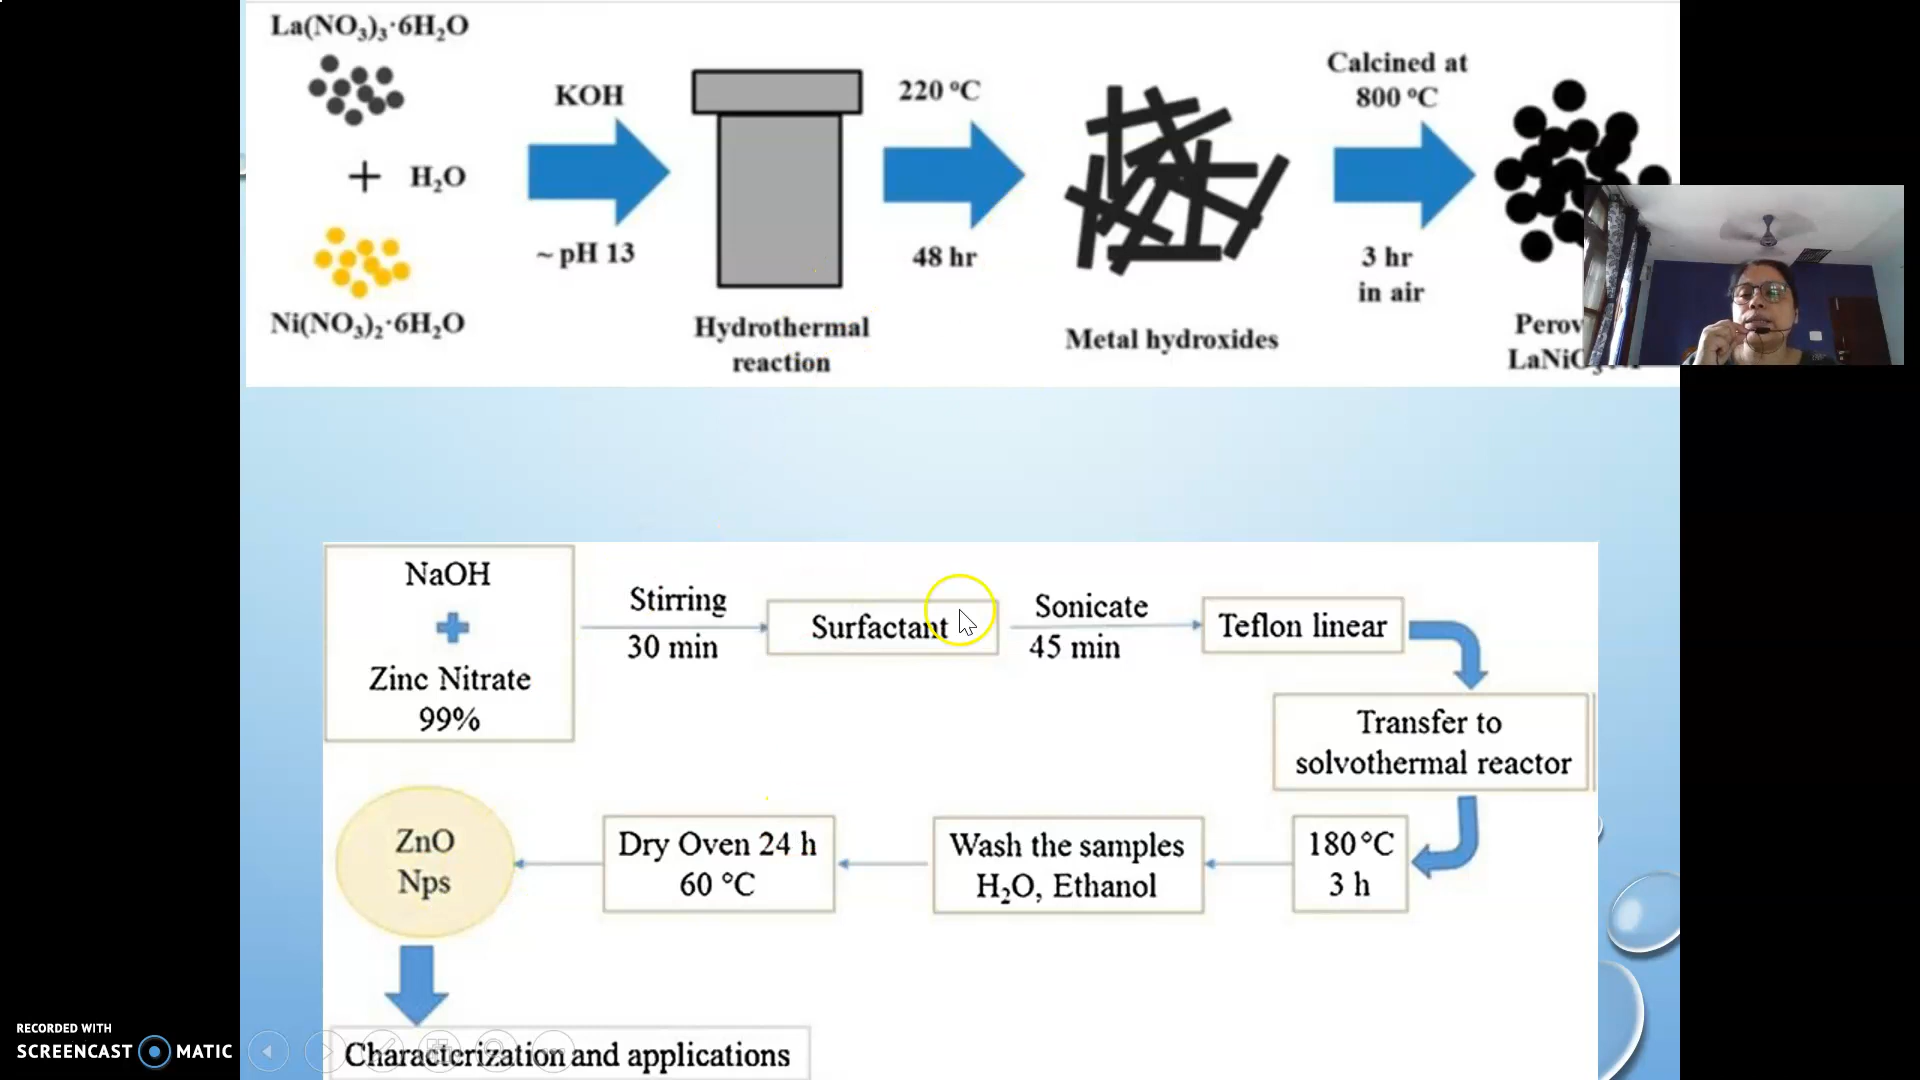 La(NO₃)₃·6H₂O
+ H₂O
Ni(NO₃)₂·6H₂O
KOH
~ pH 13
Hydrothermal
reaction
220 °C
48 hr
Metal hydroxides
Calcined at
800 °C
3 hr
in air
NaOH
Zinc Nitrate
99%
Stirring
30 min
Surfactant
Sonicate
45 min
Teflon linear
Transfer to
solvothermal reactor
180°C
3 h
Wash the samples
H₂O, Ethanol
Dry Oven 24 h
60 °C
ZnO
Nps
Characterization and applications
RECORDED WITH
SCREENCAST MATIC